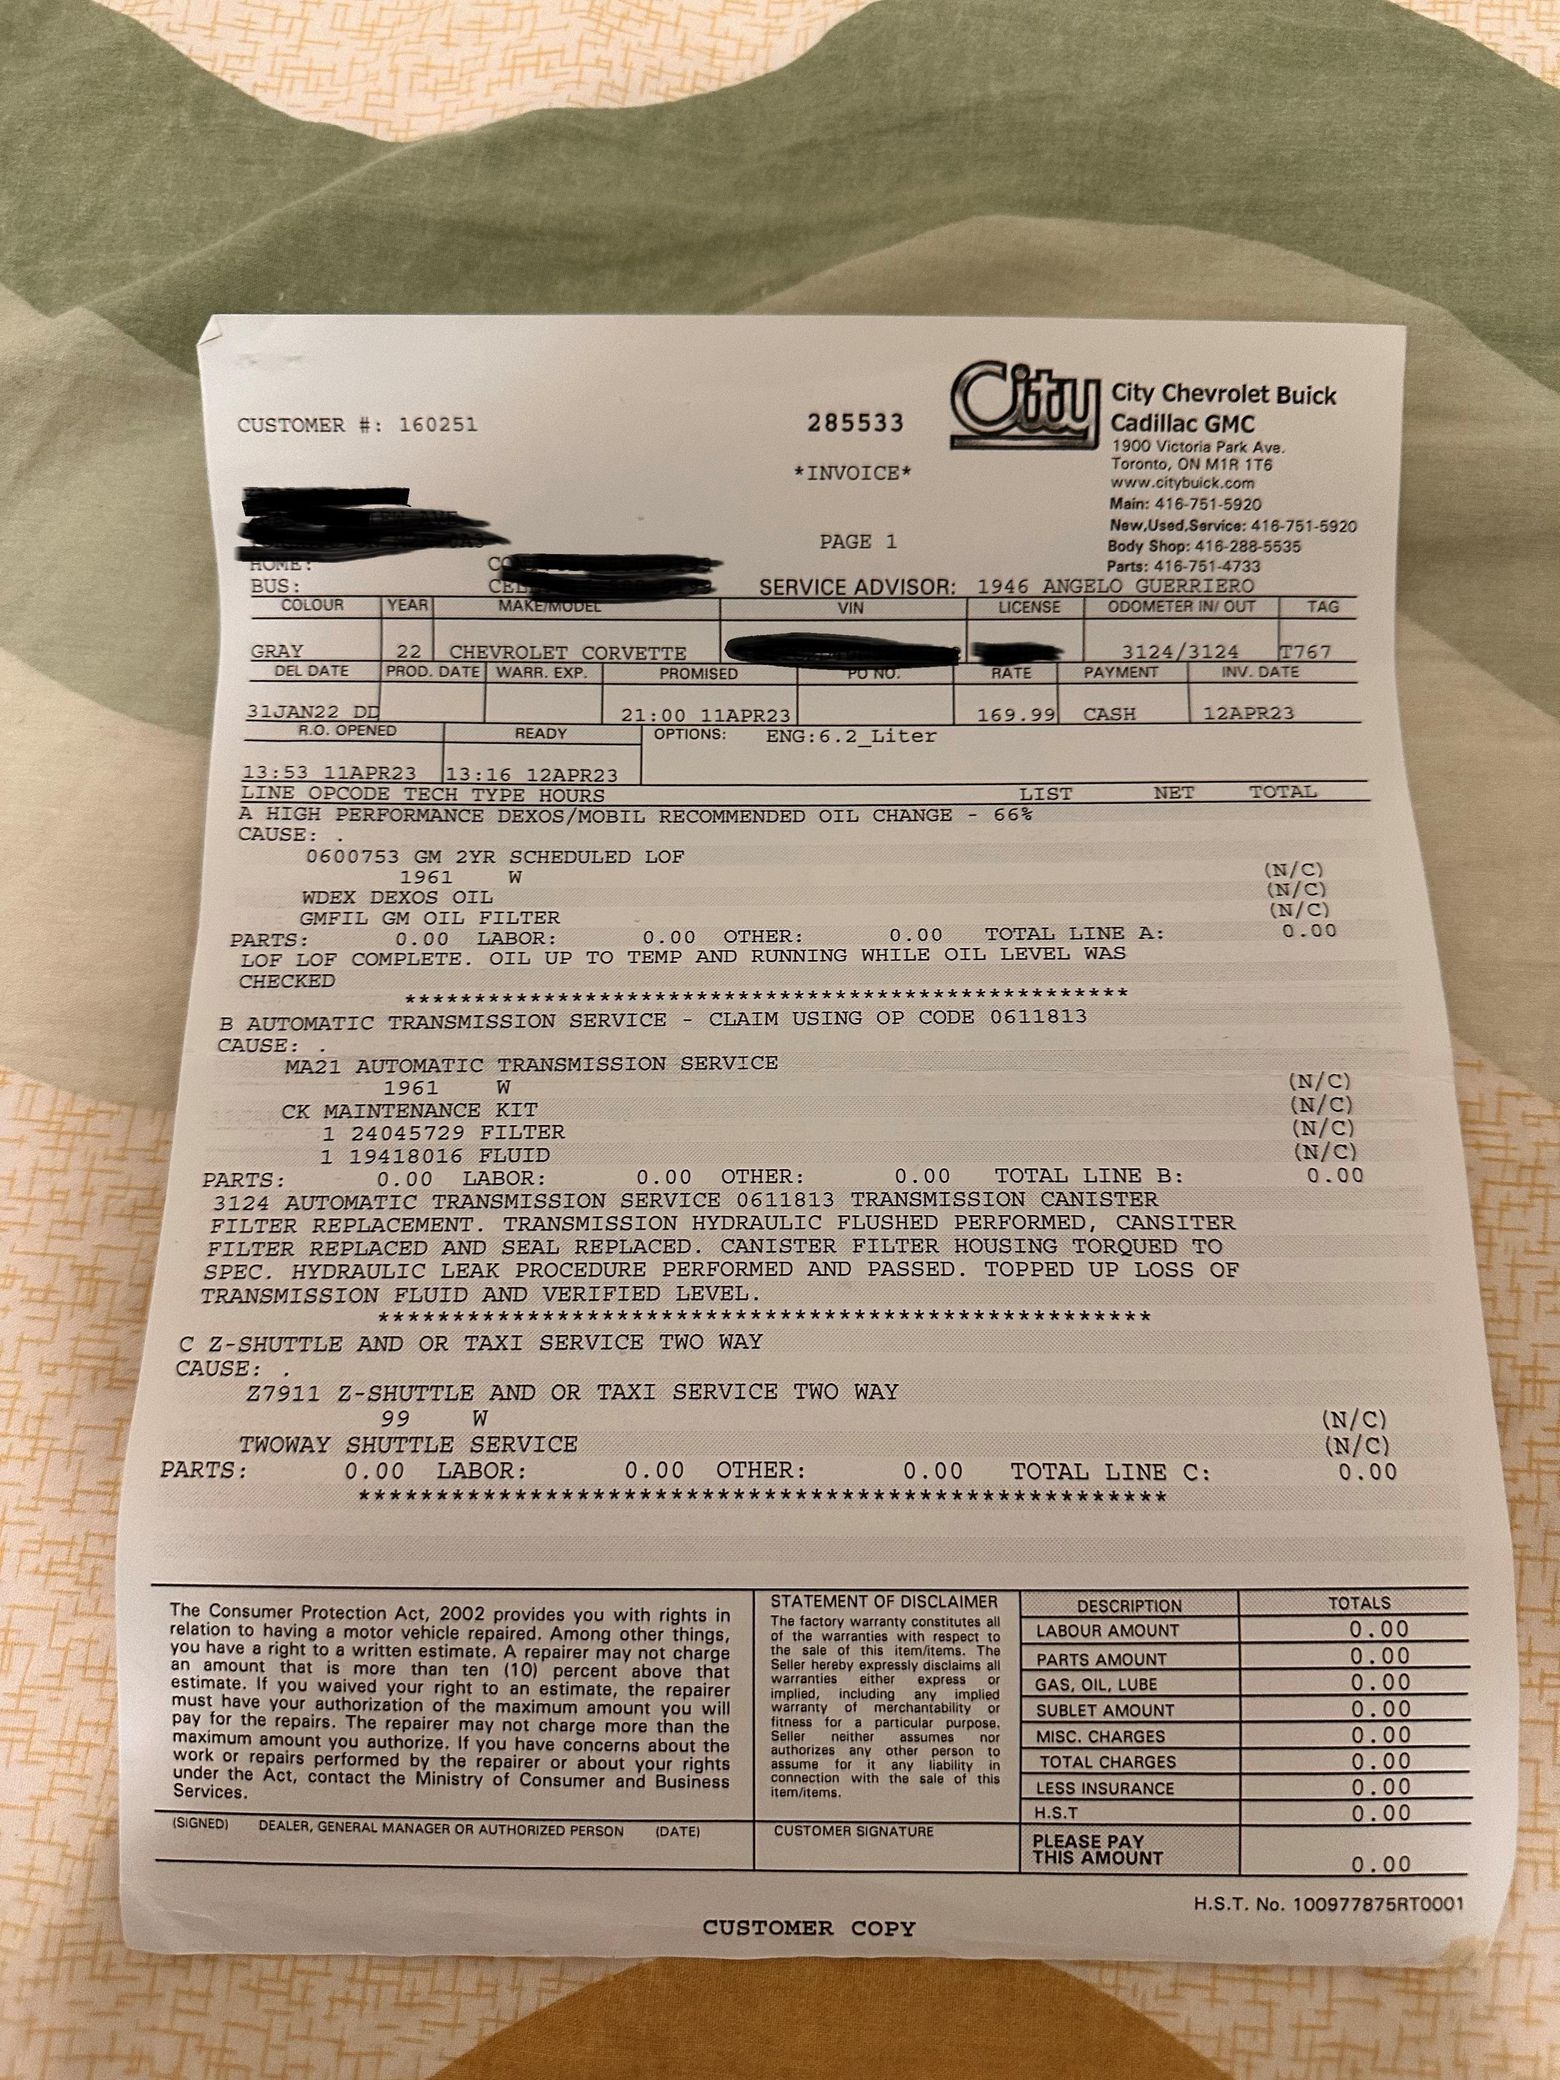 City
City Chevrolet Buick
Cadillac GMC
1900 Victoria Park Ave.
Toronto, ON M1R 1T6
www.citybuick.com
Main: 416-751-5920
New,Used,Service: 416-751-5920
Body Shop: 416-288-5535
Parts: 416-751-4733
CUSTOMER #: 160251
285533
*INVOICE*
PAGE 1
HOME:
BUS:
SERVICE ADVISOR: 1946 ANGELO GUERRIERO
COLOUR YEAR MAKE/MODEL VIN LICENSE ODOMETER IN/ OUT TAG
GRAY 22 CHEVROLET CORVETTE 3124/3124 T767
DEL DATE PROD. DATE WARR. EXP. PROMISED PO NO. RATE PAYMENT INV. DATE
31JAN22 DD 21:00 11APR23 169.99 CASH 12APR23
R.O. OPENED READY OPTIONS: ENG:6.2_Liter
13:53 11APR23 13:16 12APR23
LINE OPCODE TECH TYPE HOURS LIST NET TOTAL
A HIGH PERFORMANCE DEXOS/MOBIL RECOMMENDED OIL CHANGE - 66%
CAUSE: .
0600753 GM 2YR SCHEDULED LOF
1961 W (N/C)
WDEX DEXOS OIL (N/C)
GMFIL GM OIL FILTER (N/C)
PARTS: 0.00 LABOR: 0.00 OTHER: 0.00 TOTAL LINE A: 0.00
LOF LOF COMPLETE. OIL UP TO TEMP AND RUNNING WHILE OIL LEVEL WAS
CHECKED
****************************************************
B AUTOMATIC TRANSMISSION SERVICE - CLAIM USING OP CODE 0611813
CAUSE: .
MA21 AUTOMATIC TRANSMISSION SERVICE
1961 W (N/C)
CK MAINTENANCE KIT (N/C)
1 24045729 FILTER (N/C)
1 19418016 FLUID (N/C)
PARTS: 0.00 LABOR: 0.00 OTHER: 0.00 TOTAL LINE B: 0.00
3124 AUTOMATIC TRANSMISSION SERVICE 0611813 TRANSMISSION CANISTER
FILTER REPLACEMENT. TRANSMISSION HYDRAULIC FLUSHED PERFORMED, CANSITER
FILTER REPLACED AND SEAL REPLACED. CANISTER FILTER HOUSING TORQUED TO
SPEC. HYDRAULIC LEAK PROCEDURE PERFORMED AND PASSED. TOPPED UP LOSS OF
TRANSMISSION FLUID AND VERIFIED LEVEL.
****************************************************
C Z-SHUTTLE AND OR TAXI SERVICE TWO WAY
CAUSE: .
Z7911 Z-SHUTTLE AND OR TAXI SERVICE TWO WAY
99 W (N/C)
TWOWAY SHUTTLE SERVICE (N/C)
PARTS: 0.00 LABOR: 0.00 OTHER: 0.00 TOTAL LINE C: 0.00
****************************************************
The Consumer Protection Act, 2002 provides you with rights in
relation to having a motor vehicle repaired. Among other things,
you have a right to a written estimate. A repairer may not charge
an amount that is more than ten (10) percent above that
estimate. If you waived your right to an estimate, the repairer
must have your authorization of the maximum amount you will
pay for the repairs. The repairer may not charge more than the
maximum amount you authorize. If you have concerns about the
work or repairs performed by the repairer or about your rights
under the Act, contact the Ministry of Consumer and Business
Services.
(SIGNED) DEALER, GENERAL MANAGER OR AUTHORIZED PERSON (DATE)
STATEMENT OF DISCLAIMER
The factory warranty constitutes all
of the warranties with respect to
the sale of this item/items. The
Seller hereby expressly disclaims all
warranties either express or
implied, including any implied
warranty of merchantability or
fitness for a particular purpose.
Seller neither assumes nor
authorizes any other person to
assume for it any liability in
connection with the sale of this
item/items.
CUSTOMER SIGNATURE
DESCRIPTION TOTALS
LABOUR AMOUNT 0.00
PARTS AMOUNT 0.00
GAS, OIL, LUBE 0.00
SUBLET AMOUNT 0.00
MISC. CHARGES 0.00
TOTAL CHARGES 0.00
LESS INSURANCE 0.00
H.S.T 0.00
PLEASE PAY
THIS AMOUNT 0.00
H.S.T. No. 100977875RT0001
CUSTOMER COPY